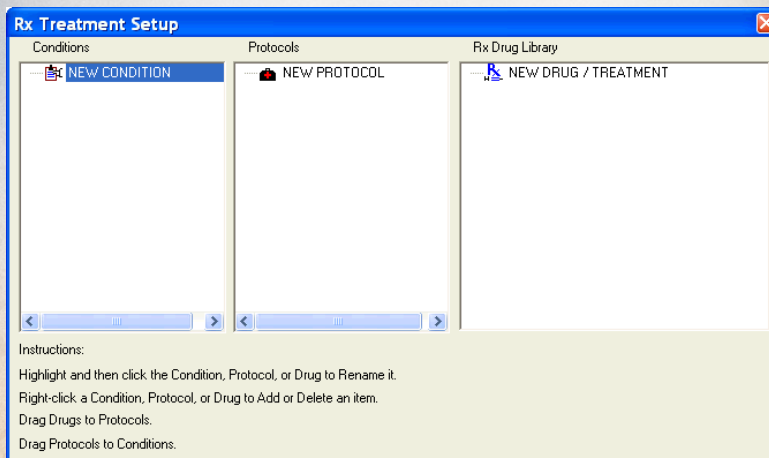 Rx Treatment Setup
Conditions Protocols Rx Drug Library
NEW CONDITION NEW PROTOCOL NEW DRUG / TREATMENT
Instructions:
Highlight and then click the Condition, Protocol, or Drug to Rename it.
Right-click a Condition, Protocol, or Drug to Add or Delete an item.
Drag Drugs to Protocols.
Drag Protocols to Conditions.